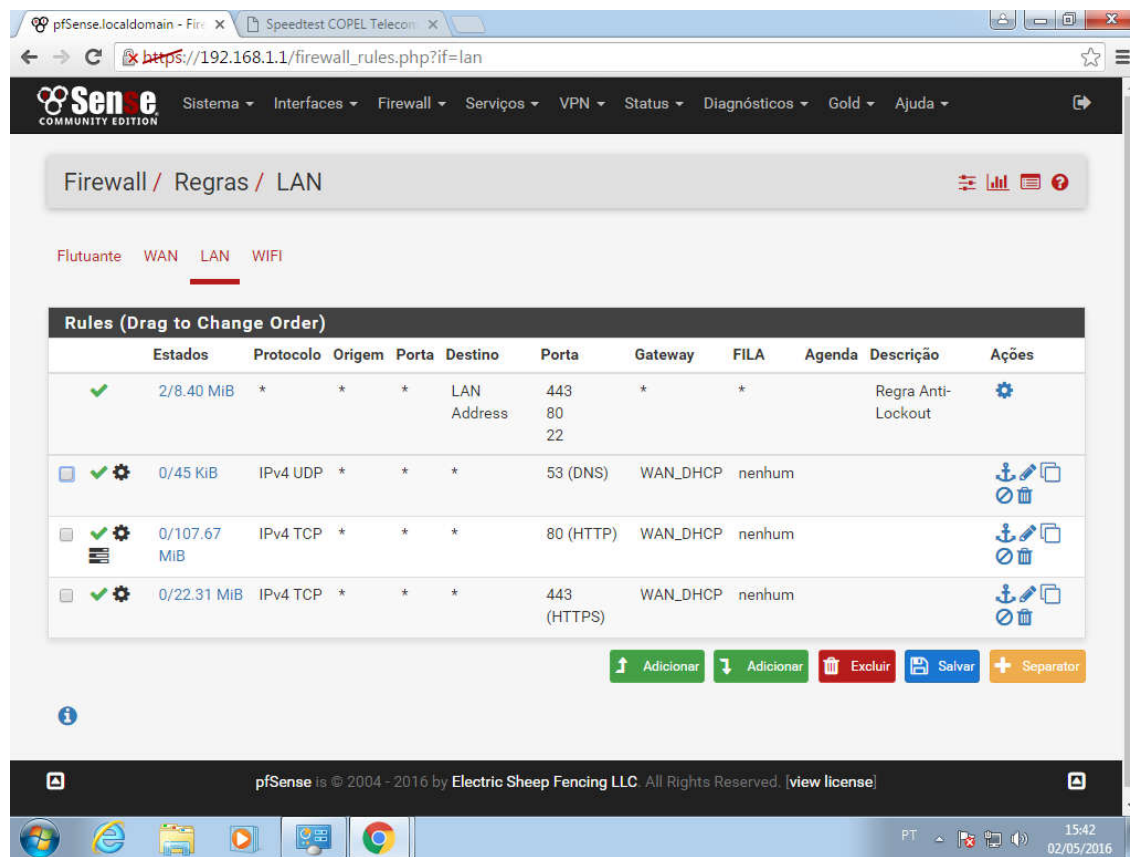 pfSense.localdomain - Fire
Speedtest COPEL Telecom
https://192.168.1.1/firewall_rules.php?if=lan
Sense
COMMUNITY EDITION
Sistema Interfaces Firewall Serviços VPN Status Diagnósticos Gold Ajuda
Firewall / Regras / LAN
Flutuante WAN LAN WIFI
Rules (Drag to Change Order)
Estados Protocolo Origem Porta Destino Porta Gateway FILA Agenda Descrição Ações
2/8.40 MiB * * * LAN 443 * * Regra Anti-
Address 80 Lockout
22
0/45 KiB IPv4 UDP * * * 53 (DNS) WAN_DHCP nenhum
0/107.67 IPv4 TCP * * * 80 (HTTP) WAN_DHCP nenhum
MiB
0/22.31 MiB IPv4 TCP * * * 443 WAN_DHCP nenhum
(HTTPS)
Adicionar Adicionar Excluir Salvar Separator
pfSense is © 2004 - 2016 by Electric Sheep Fencing LLC. All Rights Reserved. [view license]
PT 15:42
02/05/2016